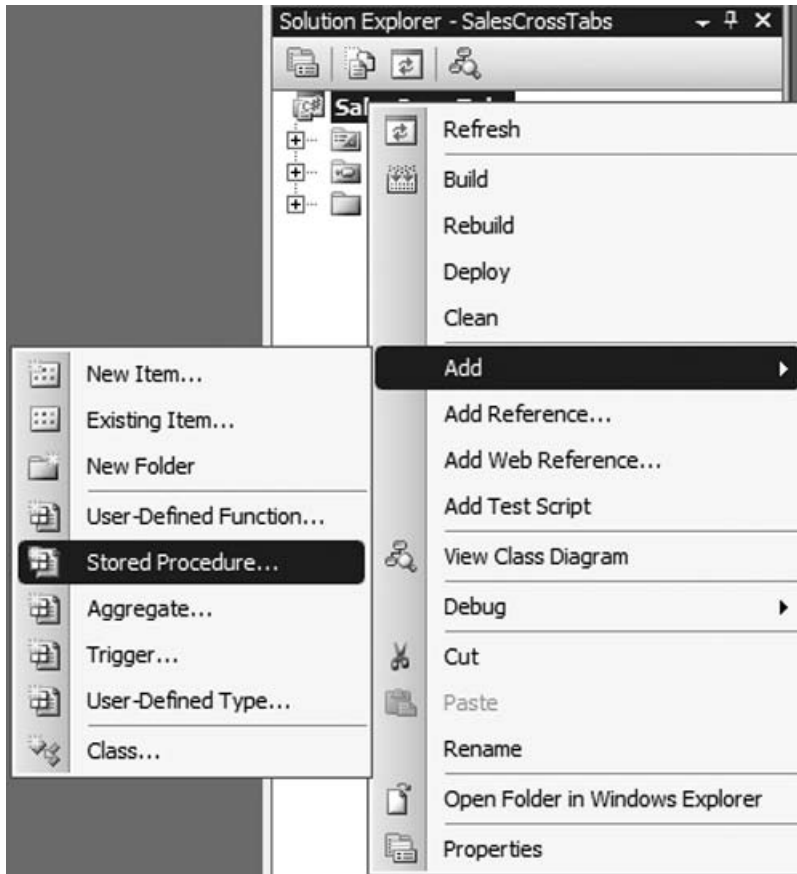 Solution Explorer - SalesCrossTabs
C#
Refresh
Build
Rebuild
Deploy
Clean
Add
Add Reference...
Add Web Reference...
Add Test Script
View Class Diagram
Debug
Cut
Paste
Rename
Open Folder in Windows Explorer
Properties
New Item...
Existing Item...
New Folder
User-Defined Function...
Stored Procedure...
Aggregate...
Trigger...
User-Defined Type...
Class...